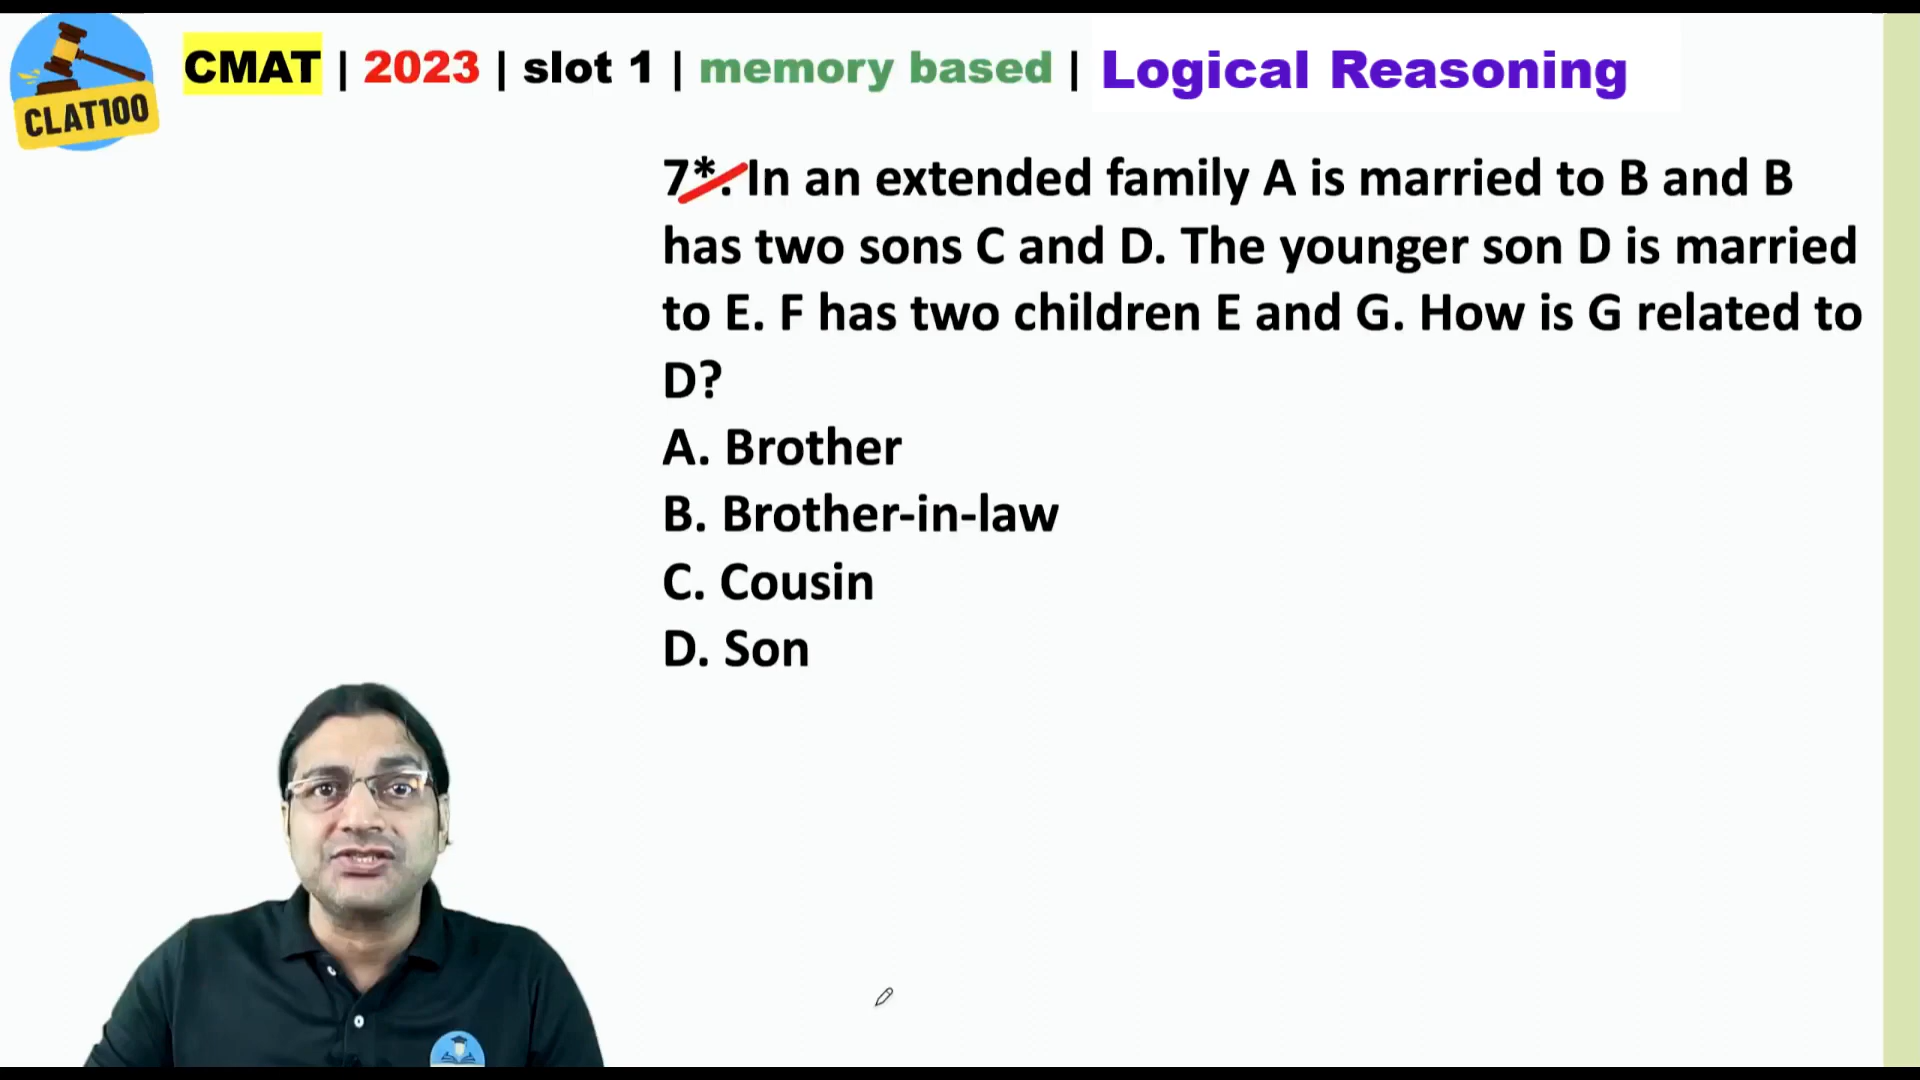 CLAT100
CMAT | 2023 | slot 1 | memory based | Logical Reasoning
7*. In an extended family A is married to B and B
has two sons C and D. The younger son D is married
to E. F has two children E and G. How is G related to
D?
A. Brother
B. Brother-in-law
C. Cousin
D. Son